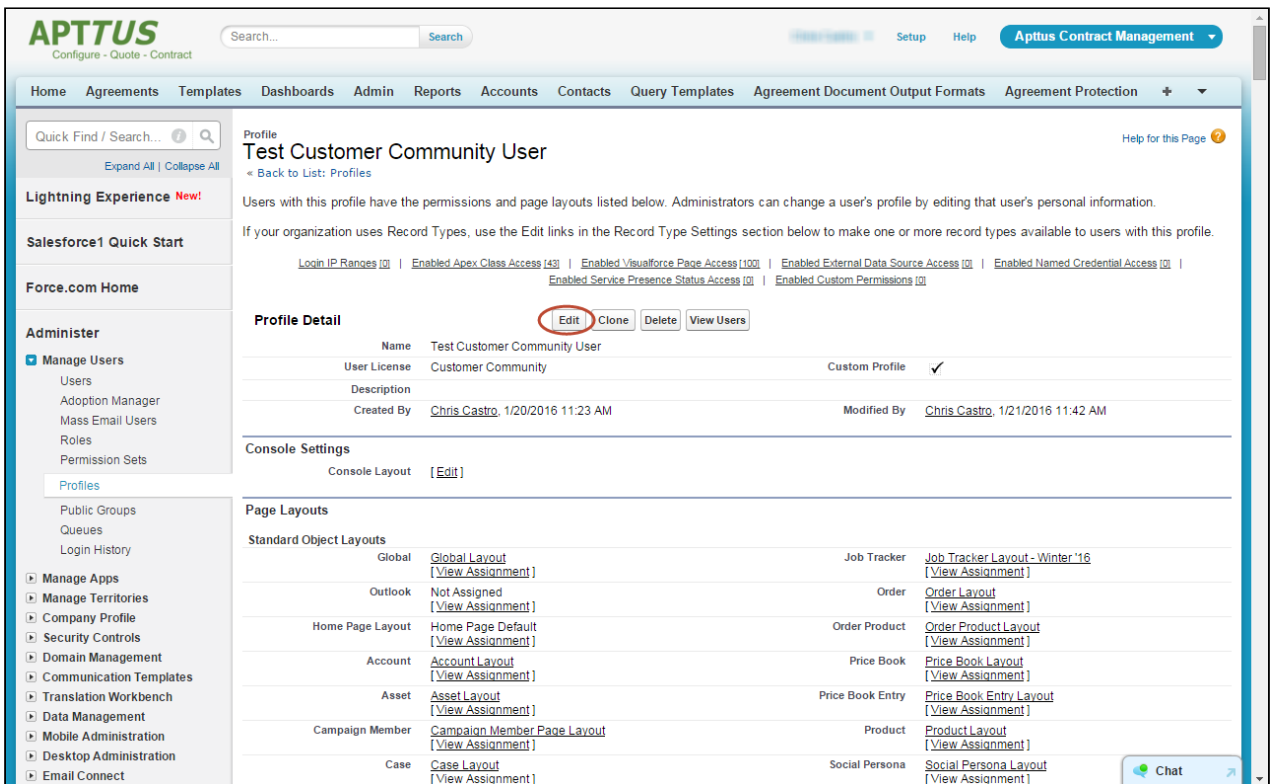 APTTUS
Configure - Quote - Contract
Search...
Search
Setup
Help
Apttus Contract Management
Home Agreements Templates Dashboards Admin Reports Accounts Contacts Query Templates Agreement Document Output Formats Agreement Protection +
Quick Find / Search...
Expand All | Collapse All
Lightning Experience New!
Salesforce1 Quick Start
Force.com Home
Administer
Manage Users
Users
Adoption Manager
Mass Email Users
Roles
Permission Sets
Profiles
Public Groups
Queues
Login History
Manage Apps
Manage Territories
Company Profile
Security Controls
Domain Management
Communication Templates
Translation Workbench
Data Management
Mobile Administration
Desktop Administration
Email Connect
Profile
Test Customer Community User
« Back to List: Profiles
Help for this Page
Users with this profile have the permissions and page layouts listed below. Administrators can change a user's profile by editing that user's personal information.
If your organization uses Record Types, use the Edit links in the Record Type Settings section below to make one or more record types available to users with this profile.
Login IP Ranges [0] | Enabled Apex Class Access [43] | Enabled Visualforce Page Access [100] | Enabled External Data Source Access [0] | Enabled Named Credential Access [0] |
Enabled Service Presence Status Access [0] | Enabled Custom Permissions [0]
Profile Detail
Edit Clone Delete View Users
Name Test Customer Community User
User License Customer Community Custom Profile ✓
Description
Created By Chris Castro, 1/20/2016 11:23 AM Modified By Chris Castro, 1/21/2016 11:42 AM
Console Settings
Console Layout [ Edit ]
Page Layouts
Standard Object Layouts
Global Global Layout Job Tracker Job Tracker Layout - Winter '16
[ View Assignment ] [ View Assignment ]
Outlook Not Assigned Order Order Layout
[ View Assignment ] [ View Assignment ]
Home Page Layout Home Page Default Order Product Order Product Layout
[ View Assignment ] [ View Assignment ]
Account Account Layout Price Book Price Book Layout
[ View Assignment ] [ View Assignment ]
Asset Asset Layout Price Book Entry Price Book Entry Layout
[ View Assignment ] [ View Assignment ]
Campaign Member Campaign Member Page Layout Product Product Layout
[ View Assignment ] [ View Assignment ]
Case Case Layout Social Persona Social Persona Layout
[ View Assignment ] [ View Assignment ]
Chat